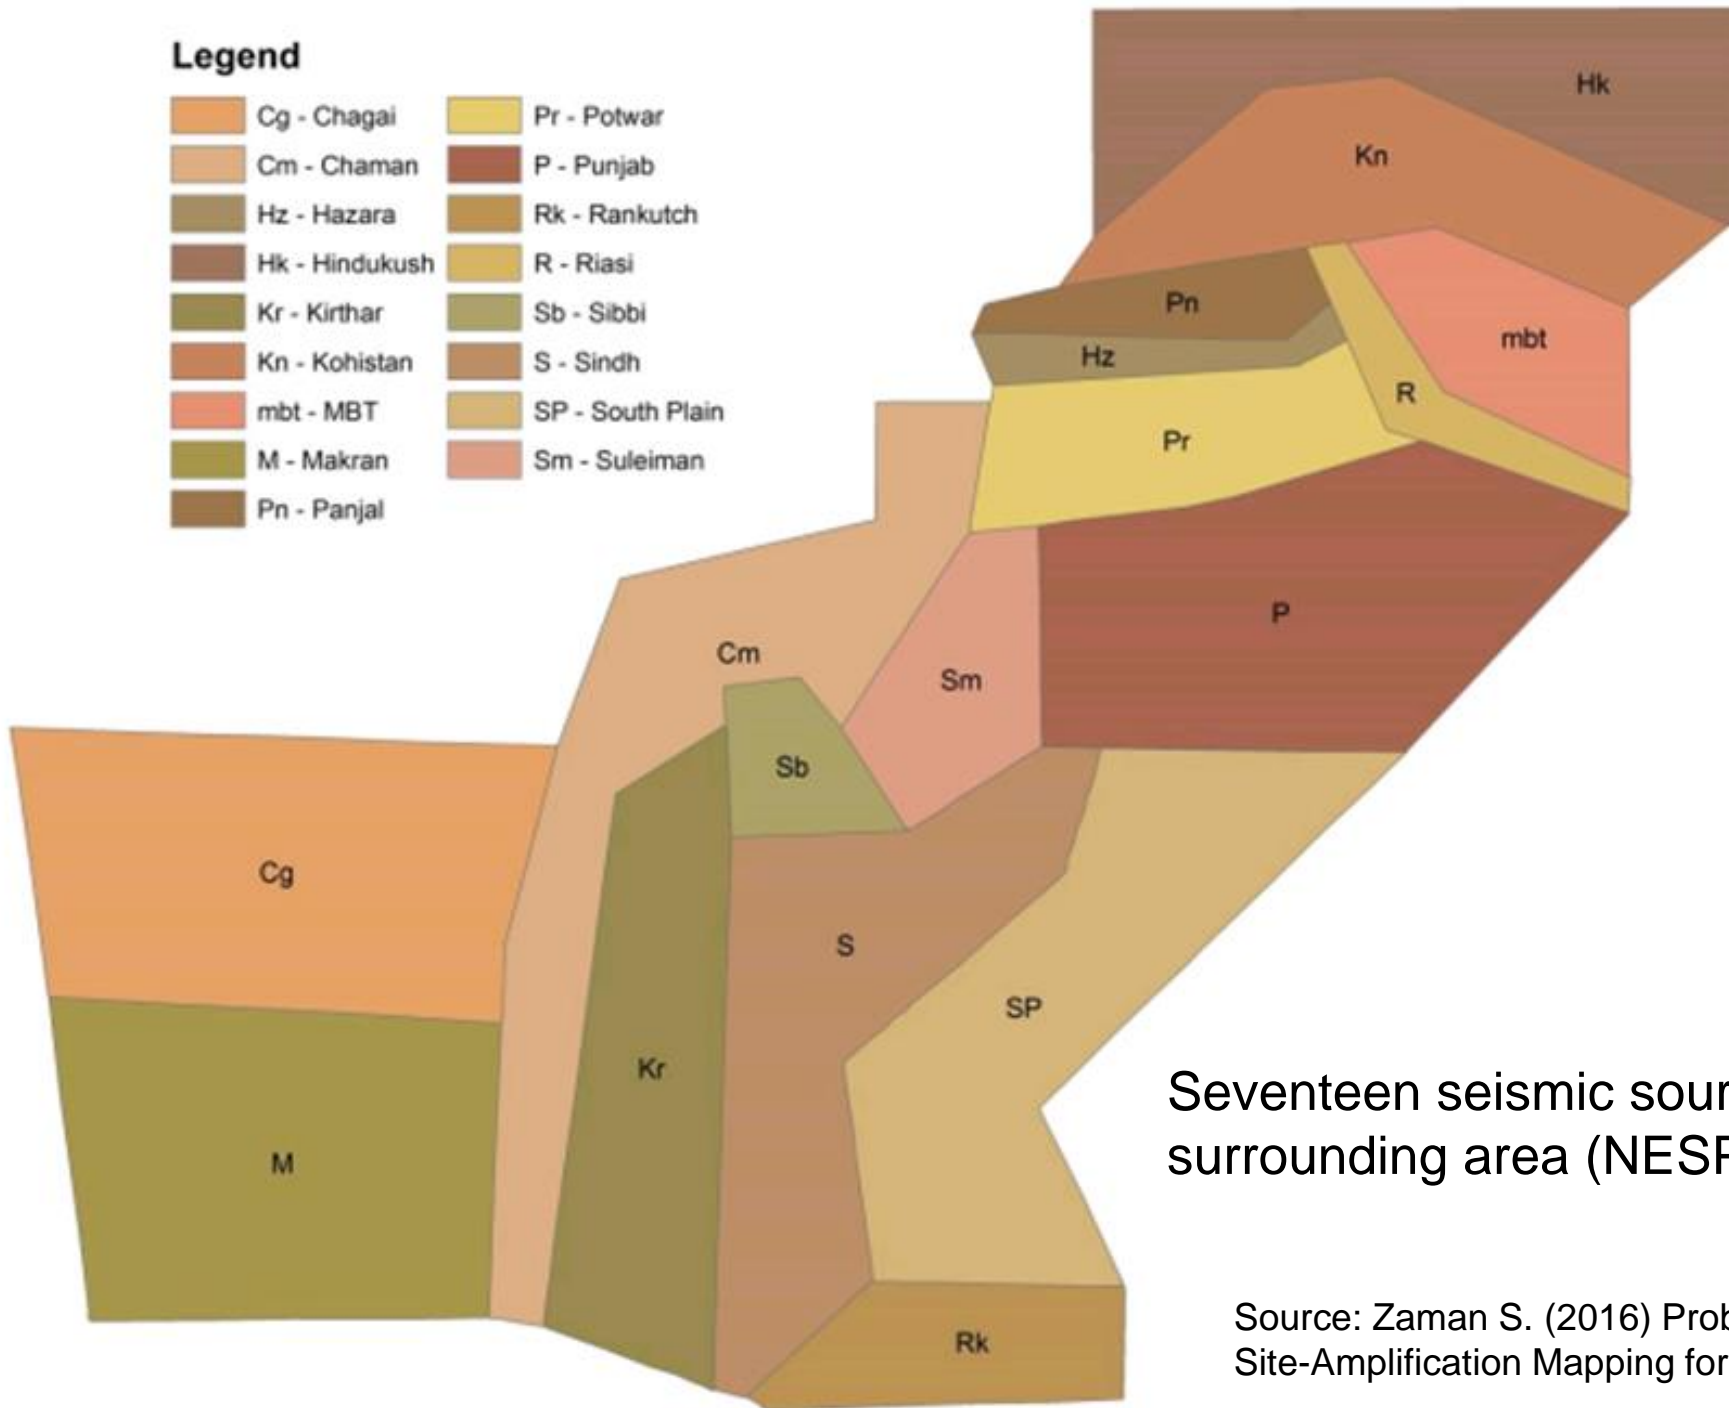 Legend
Cg - Chagai
Cm - Chaman
Hz - Hazara
Hk - Hindukush
Kr - Kirthar
Kn - Kohistan
mbt - MBT
M - Makran
Pn - Panjal
Pr - Potwar
P - Punjab
Rk - Rankutch
R - Riasi
Sb - Sibbi
S - Sindh
SP - South Plain
Sm - Suleiman
Hk
Kn
Pn
mbt
Hz
R
Pr
P
Cm
Sm
Sb
Cg
S
SP
Kr
M
Rk
Seventeen seismic sour
surrounding area (NESP
Source: Zaman S. (2016) Prob
Site-Amplification Mapping for